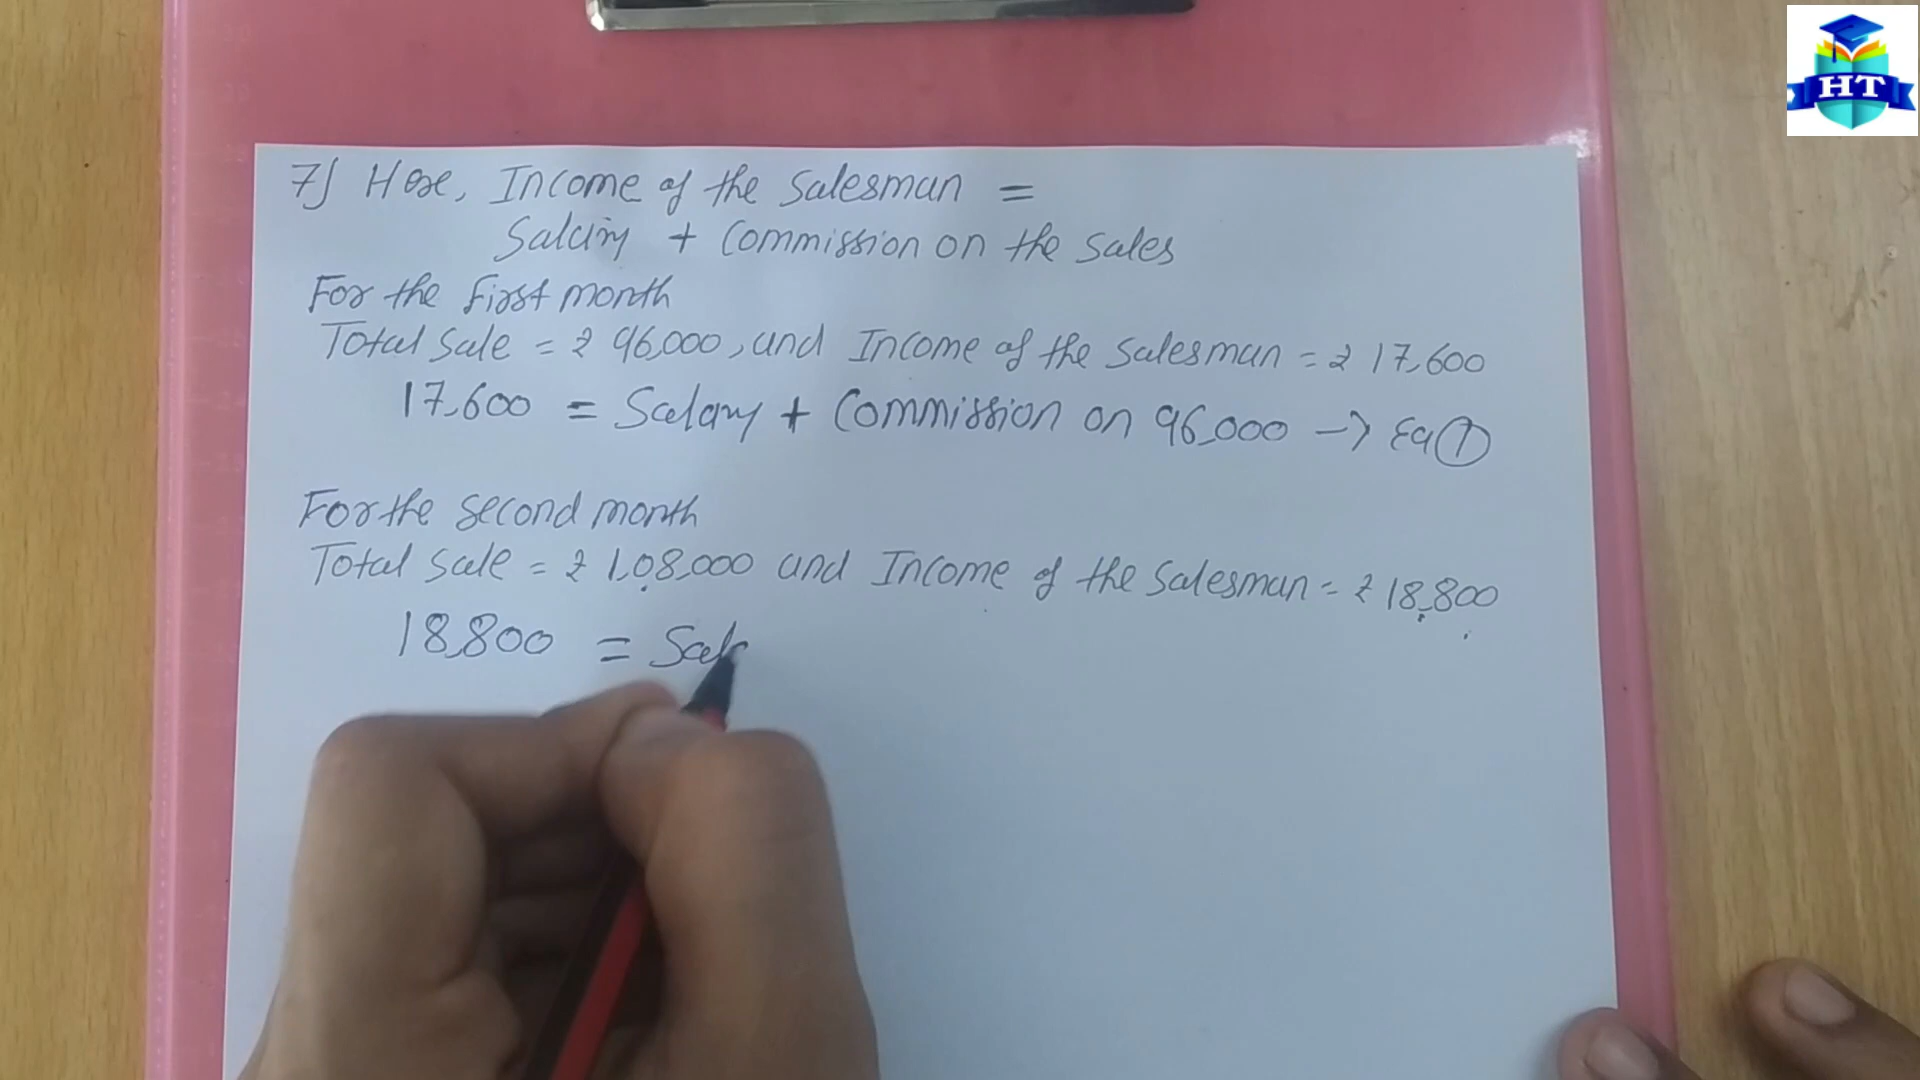 HT
7) Here, Income of the salesman =
Salary + Commission on the sales
For the first month
Total sale = ₹ 96,000, and Income of the salesman = ₹ 17,600
17,600 = Salary + Commission on 96,000 → Eq ①
For the second month
Total sale = ₹ 1,08,000 and Income of the salesman = ₹ 18,800
18,800 = Sal